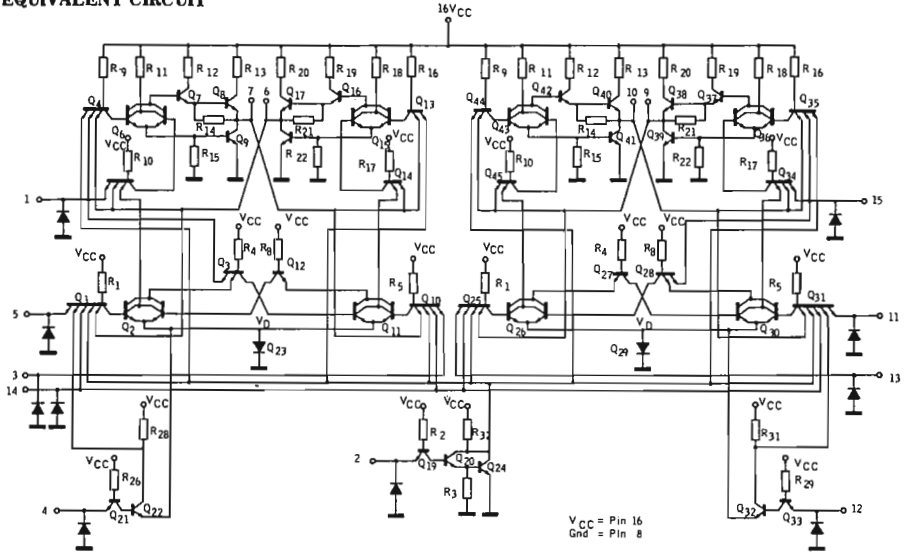 EQUIVALENT CIRCUIT
16VCC
R19 R11 R12 R13 R20 R19 R18 R16 R9 R11 R12 R13 R20 R19 R18 R16
Q4 Q7 Q8 7 6 Q17 Q16 Q13 Q44 Q42 Q40 10 9 Q38 Q37 Q35
Q6 R14 Q9 R21 Q15 Q43 R14 Q41 Q39 R21 Q36
VCC R10 R15 R22 R17 VCC VCC R10 R15 R22 R17 VCC
Q14 Q45 Q34
1 15
VCC VCC VCC VCC
VCC R4 R8 VCC VCC R4 R8 VCC
R1 Q3 Q12 R5 R1 Q27 Q28 R5
5 Q1 Q2 Q11 Q10 Q25 Q26 Q30 Q31 11
VD VD
Q23 Q29
3 13
14
VCC VCC VCC VCC
R28 R2 R32 R31
VCC R26 2 Q19 Q20 Q24 VCC R29
R3
4 Q21 Q22 Q32 Q33 12
VCC = Pin 16
Gnd = Pin 8